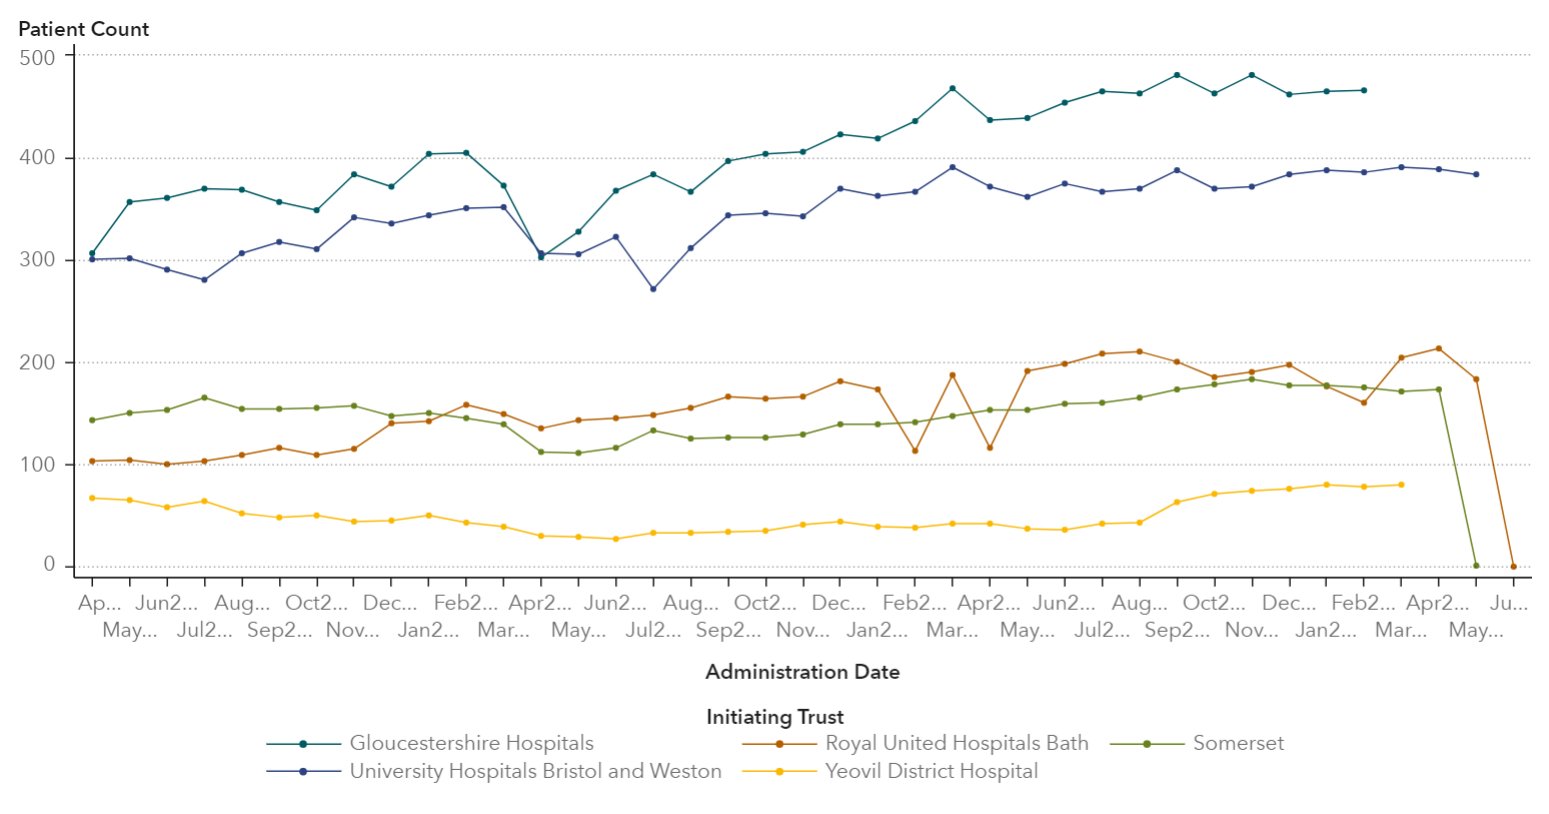 Patient Count
500
400
300
200
100
0
Ap... Jun2... Aug... Oct2... Dec... Feb2... Apr2... Jun2... Aug... Oct2... Dec... Feb2... Apr2... Jun2... Aug... Oct2... Dec... Feb2... Apr2... Ju...
May... Jul2... Sep2... Nov... Jan2... Mar... May... Jul2... Sep2... Nov... Jan2... Mar... May... Jul2... Sep2... Nov... Jan2... Mar... May...
Administration Date
Initiating Trust
Gloucestershire Hospitals Royal United Hospitals Bath Somerset
University Hospitals Bristol and Weston Yeovil District Hospital